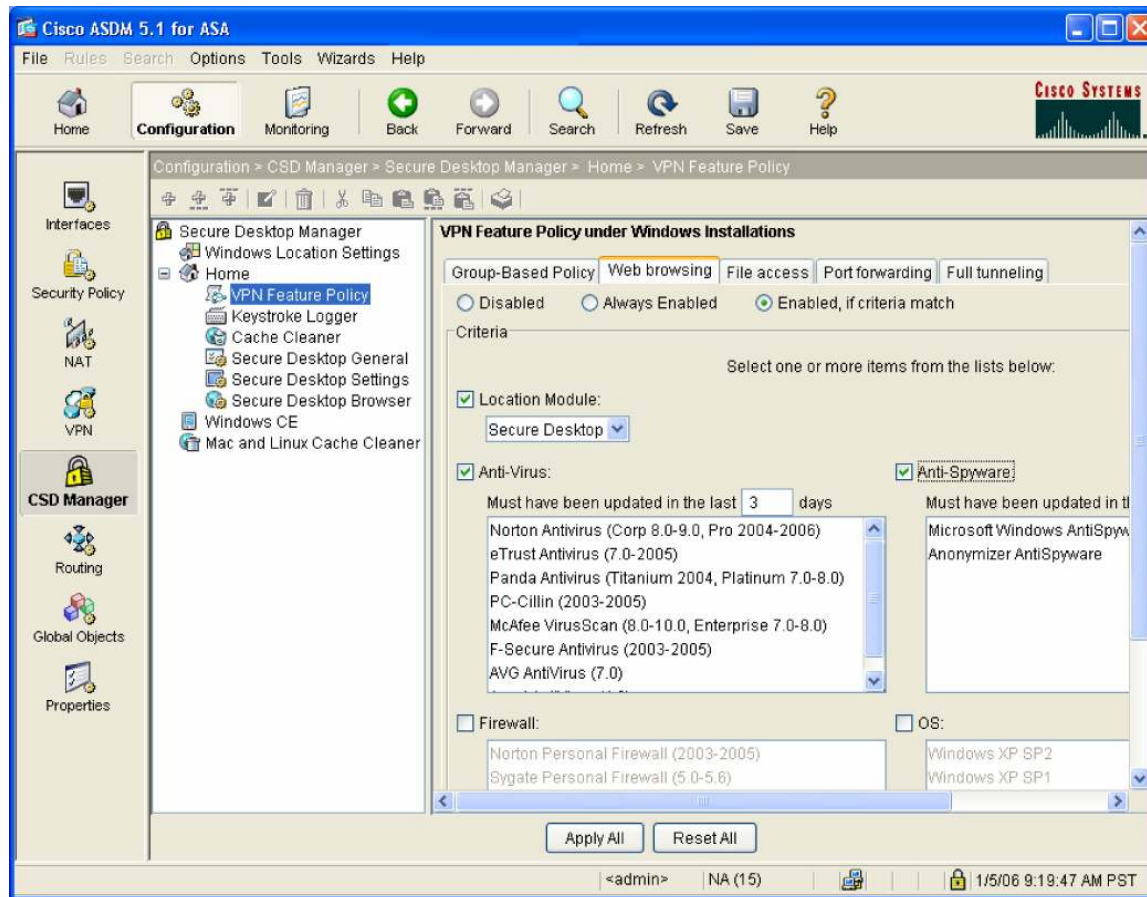 Cisco ASDM 5.1 for ASA
File Rules Search Options Tools Wizards Help
Home Configuration Monitoring Back Forward Search Refresh Save Help
CISCO SYSTEMS
Configuration > CSD Manager > Secure Desktop Manager > Home > VPN Feature Policy
Interfaces
Security Policy
NAT
VPN
CSD Manager
Routing
Global Objects
Properties
Secure Desktop Manager
Windows Location Settings
Home
VPN Feature Policy
Keystroke Logger
Cache Cleaner
Secure Desktop General
Secure Desktop Settings
Secure Desktop Browser
Windows CE
Mac and Linux Cache Cleaner
VPN Feature Policy under Windows Installations
Group-Based Policy Web browsing File access Port forwarding Full tunneling
Disabled Always Enabled Enabled, if criteria match
Criteria
Select one or more items from the lists below:
Location Module:
Secure Desktop
Anti-Virus:
Must have been updated in the last 3 days
Norton Antivirus (Corp 8.0-9.0, Pro 2004-2006)
eTrust Antivirus (7.0-2005)
Panda Antivirus (Titanium 2004, Platinum 7.0-8.0)
PC-Cillin (2003-2005)
McAfee VirusScan (8.0-10.0, Enterprise 7.0-8.0)
F-Secure Antivirus (2003-2005)
AVG AntiVirus (7.0)
Anti-Spyware:
Must have been updated in
Microsoft Windows AntiSpyw
Anonymizer AntiSpyware
Firewall:
Norton Personal Firewall (2003-2005)
Sygate Personal Firewall (5.0-5.6)
OS:
Windows XP SP2
Windows XP SP1
Apply All Reset All
<admin> NA (15) 1/5/06 9:19:47 AM PST